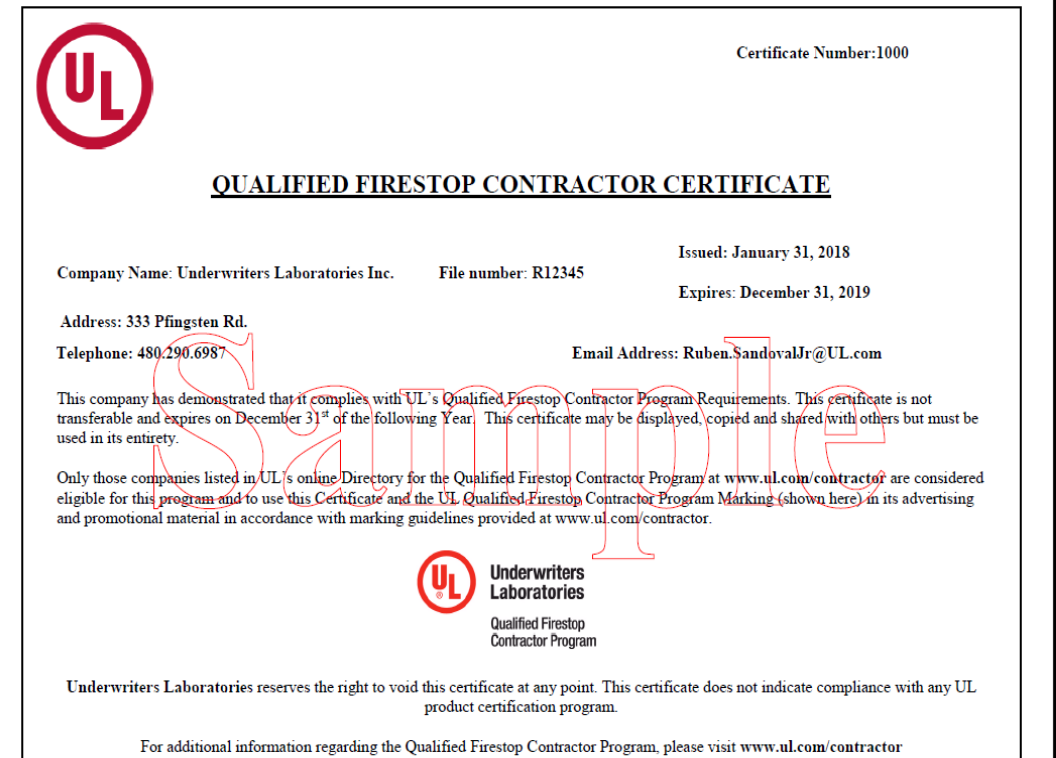 UL
Certificate Number:1000
QUALIFIED FIRESTOP CONTRACTOR CERTIFICATE
Issued: January 31, 2018
Company Name: Underwriters Laboratories Inc. File number: R12345
Expires: December 31, 2019
Address: 333 Pfingsten Rd.
Telephone: 480.290.6987 Email Address: Ruben.SandovalJr@UL.com
Sample
This company has demonstrated that it complies with UL's Qualified Firestop Contractor Program Requirements. This certificate is not
transferable and expires on December 31st of the following Year. This certificate may be displayed, copied and shared with others but must be
used in its entirety.
Only those companies listed in UL's online Directory for the Qualified Firestop Contractor Program at www.ul.com/contractor are considered
eligible for this program and to use this Certificate and the UL Qualified Firestop Contractor Program Marking (shown here) in its advertising
and promotional material in accordance with marking guidelines provided at www.ul.com/contractor.
UL ®
Underwriters
Laboratories
Qualified Firestop
Contractor Program
Underwriters Laboratories reserves the right to void this certificate at any point. This certificate does not indicate compliance with any UL
product certification program.
For additional information regarding the Qualified Firestop Contractor Program, please visit www.ul.com/contractor